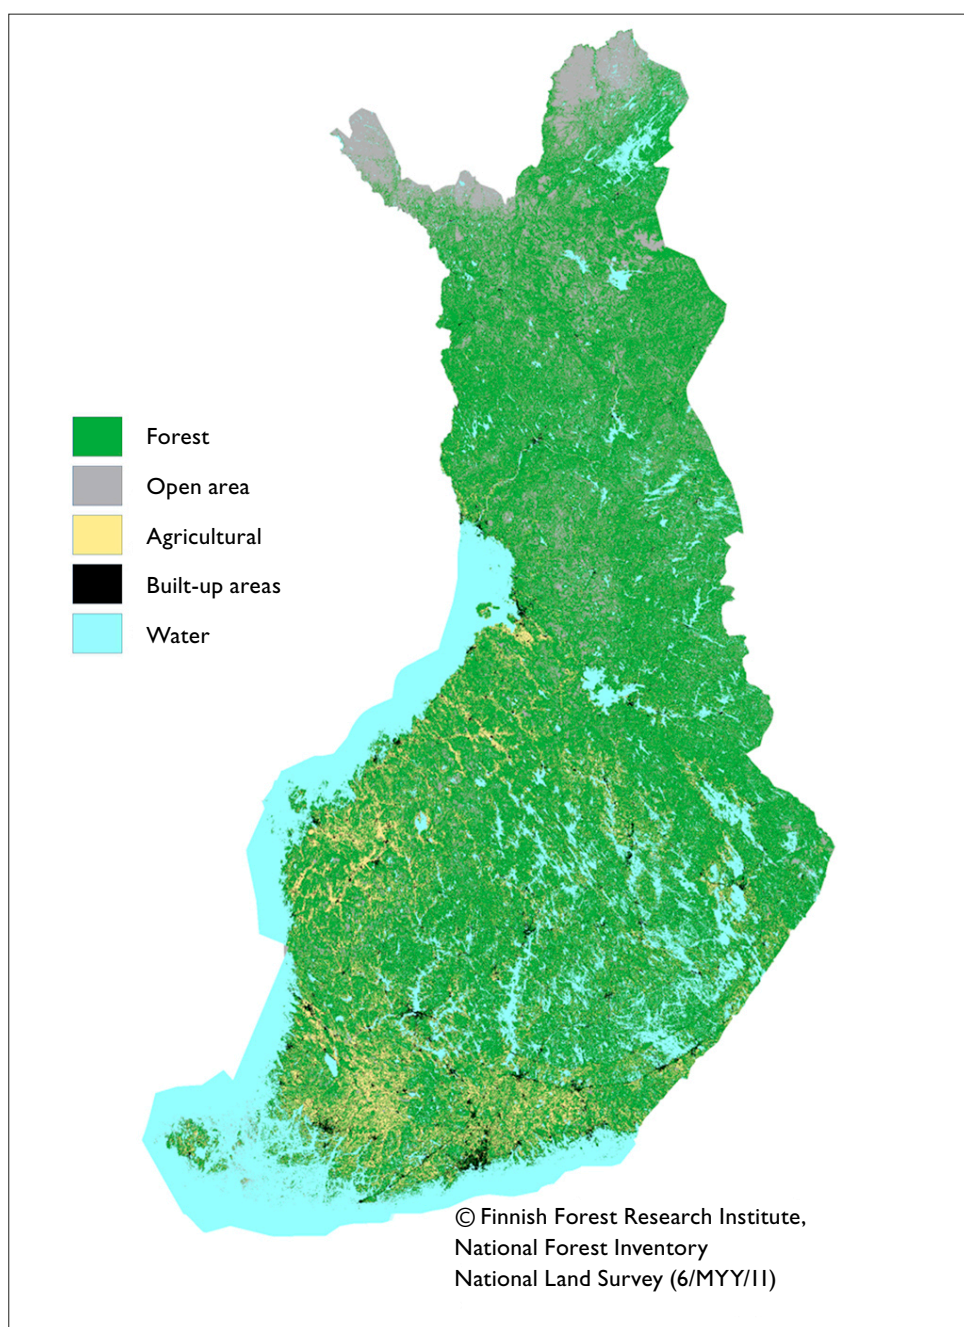 Forest
Open area
Agricultural
Built-up areas
Water
© Finnish Forest Research Institute,
National Forest Inventory
National Land Survey (6/MYY/11)